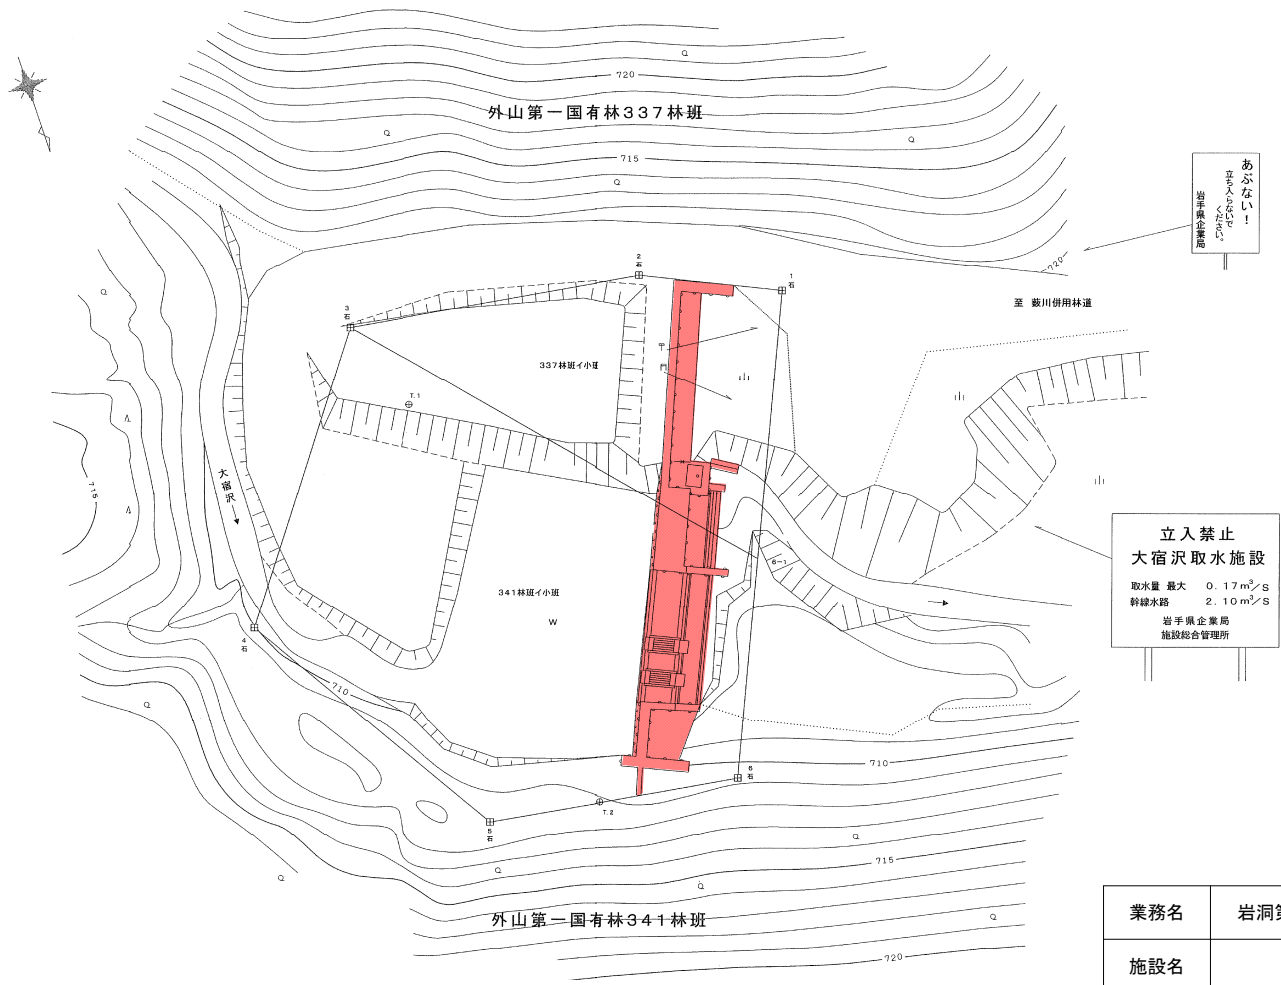 720
外山第一国有林337林班
715
あぶない！
立ち入らないで
ください。
岩手県企業局
720
至 薮川併用林道
2
石
1
石
3
石
337林班イ小班
T.1
715
大宿沢
立入禁止
大宿沢取水施設
取水量 最大 0.17m³/S
幹線水路 2.10m³/S
岩手県企業局
施設総合管理所
6-1
341林班イ小班
W
4
石
710
710
6
石
T.2
5
石
715
外山第一国有林341林班
720
業務名
岩洞第
施設名